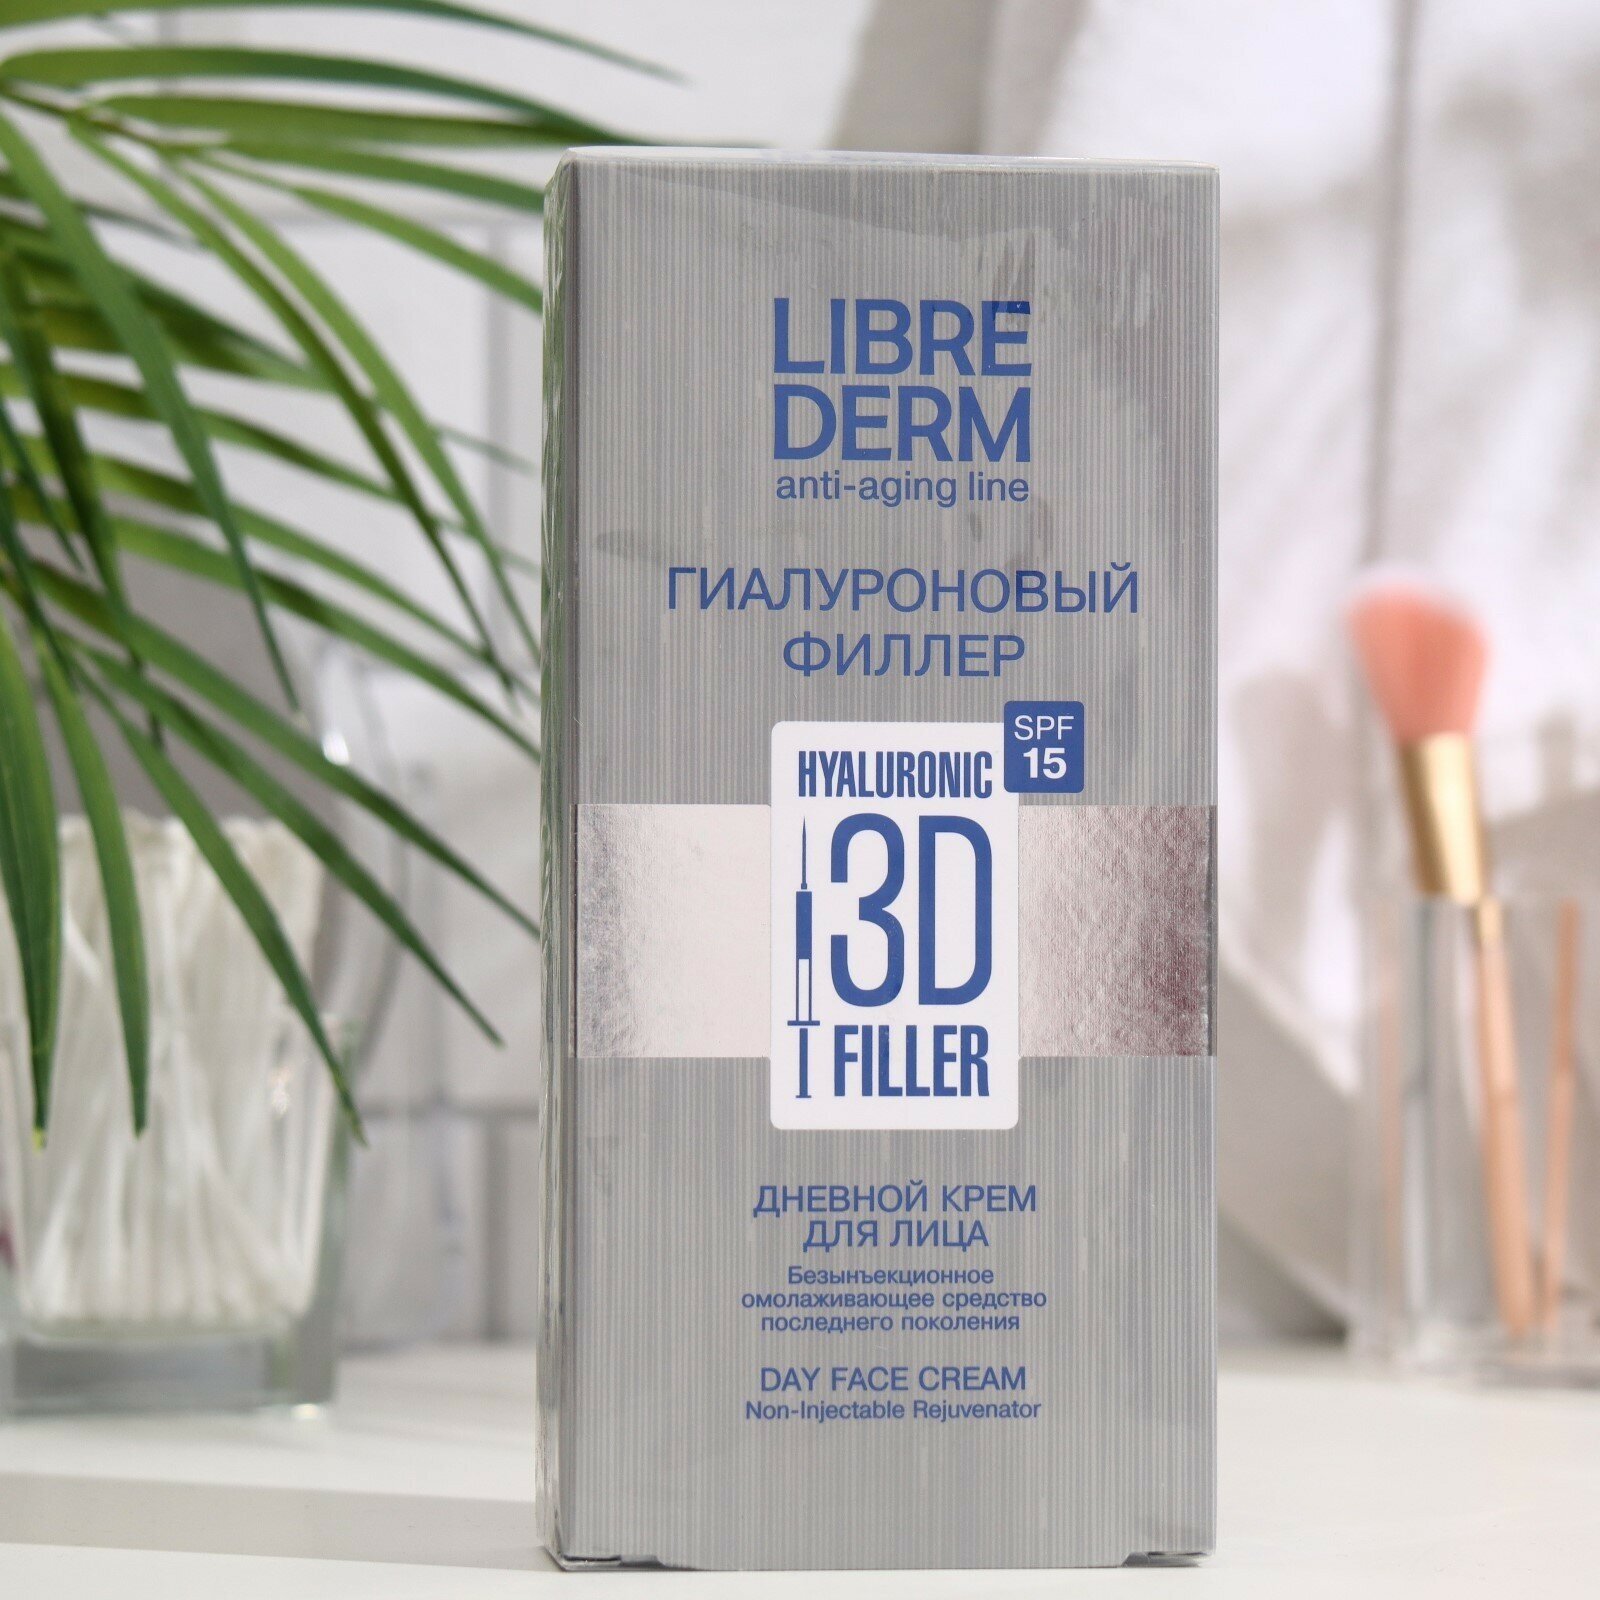 LIBRE
DERM
anti-aging line
ГИАЛУРОНОВЫЙ
ФИЛЛЕР
SPF
15
HYALURONIC
3D
FILLER
ДНЕВНОЙ КРЕМ
ДЛЯ ЛИЦА
Безынъекционное
омолаживающее средство
последнего поколения
DAY FACE CREAM
Non-Injectable Rejuvenator